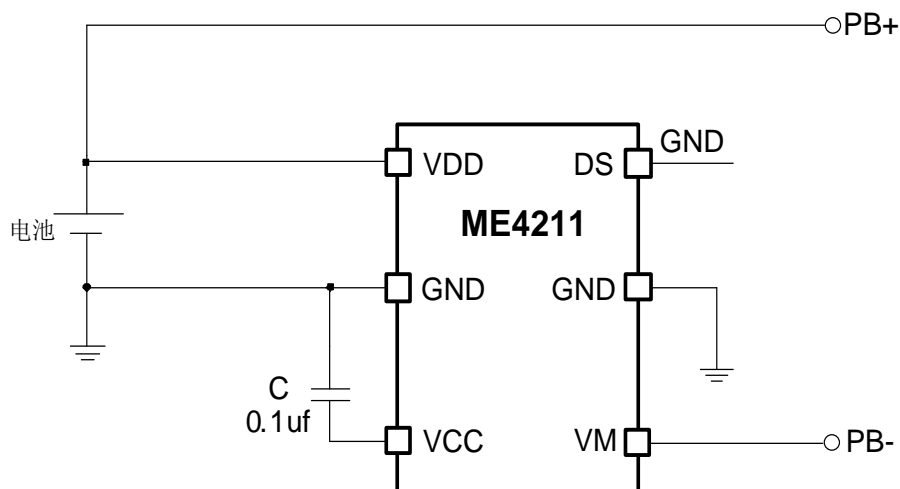 PB+
GND
VDD
DS
ME4211
电池
GND
GND
C
0.1uf
VCC
VM
PB-